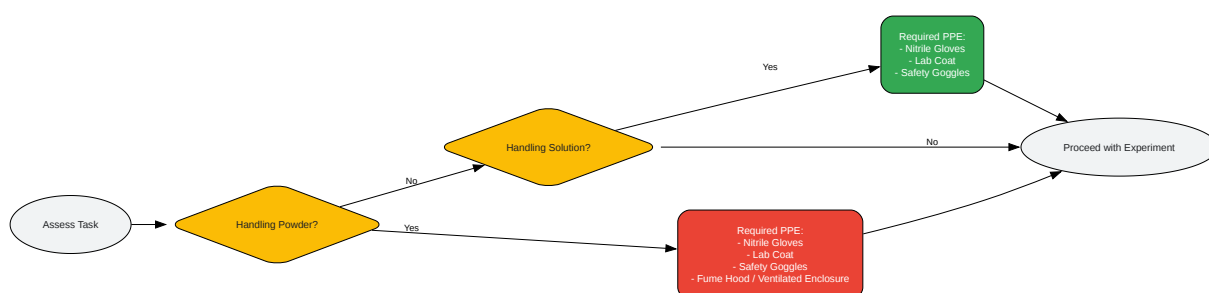 Assess Task
Handling Powder?
No
Yes
Handling Solution?
Yes
No
Required PPE:
- Nitrile Gloves
- Lab Coat
- Safety Goggles
Required PPE:
- Nitrile Gloves
- Lab Coat
- Safety Goggles
- Fume Hood / Ventilated Enclosure
Proceed with Experiment